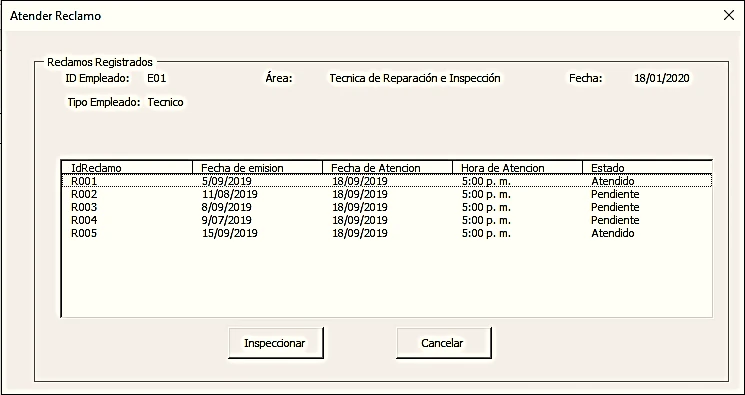 Atender Reclamo
Reclamos Registrados
ID Empleado: E01 Área: Tecnica de Reparación e Inspección Fecha: 18/01/2020
Tipo Empleado: Tecnico
IdReclamo Fecha de emision Fecha de Atencion Hora de Atencion Estado
R001 5/09/2019 18/09/2019 5:00 p. m. Atendido
R002 11/08/2019 18/09/2019 5:00 p. m. Pendiente
R003 8/09/2019 18/09/2019 5:00 p. m. Pendiente
R004 9/07/2019 18/09/2019 5:00 p. m. Pendiente
R005 15/09/2019 18/09/2019 5:00 p. m. Atendido
Inspeccionar Cancelar